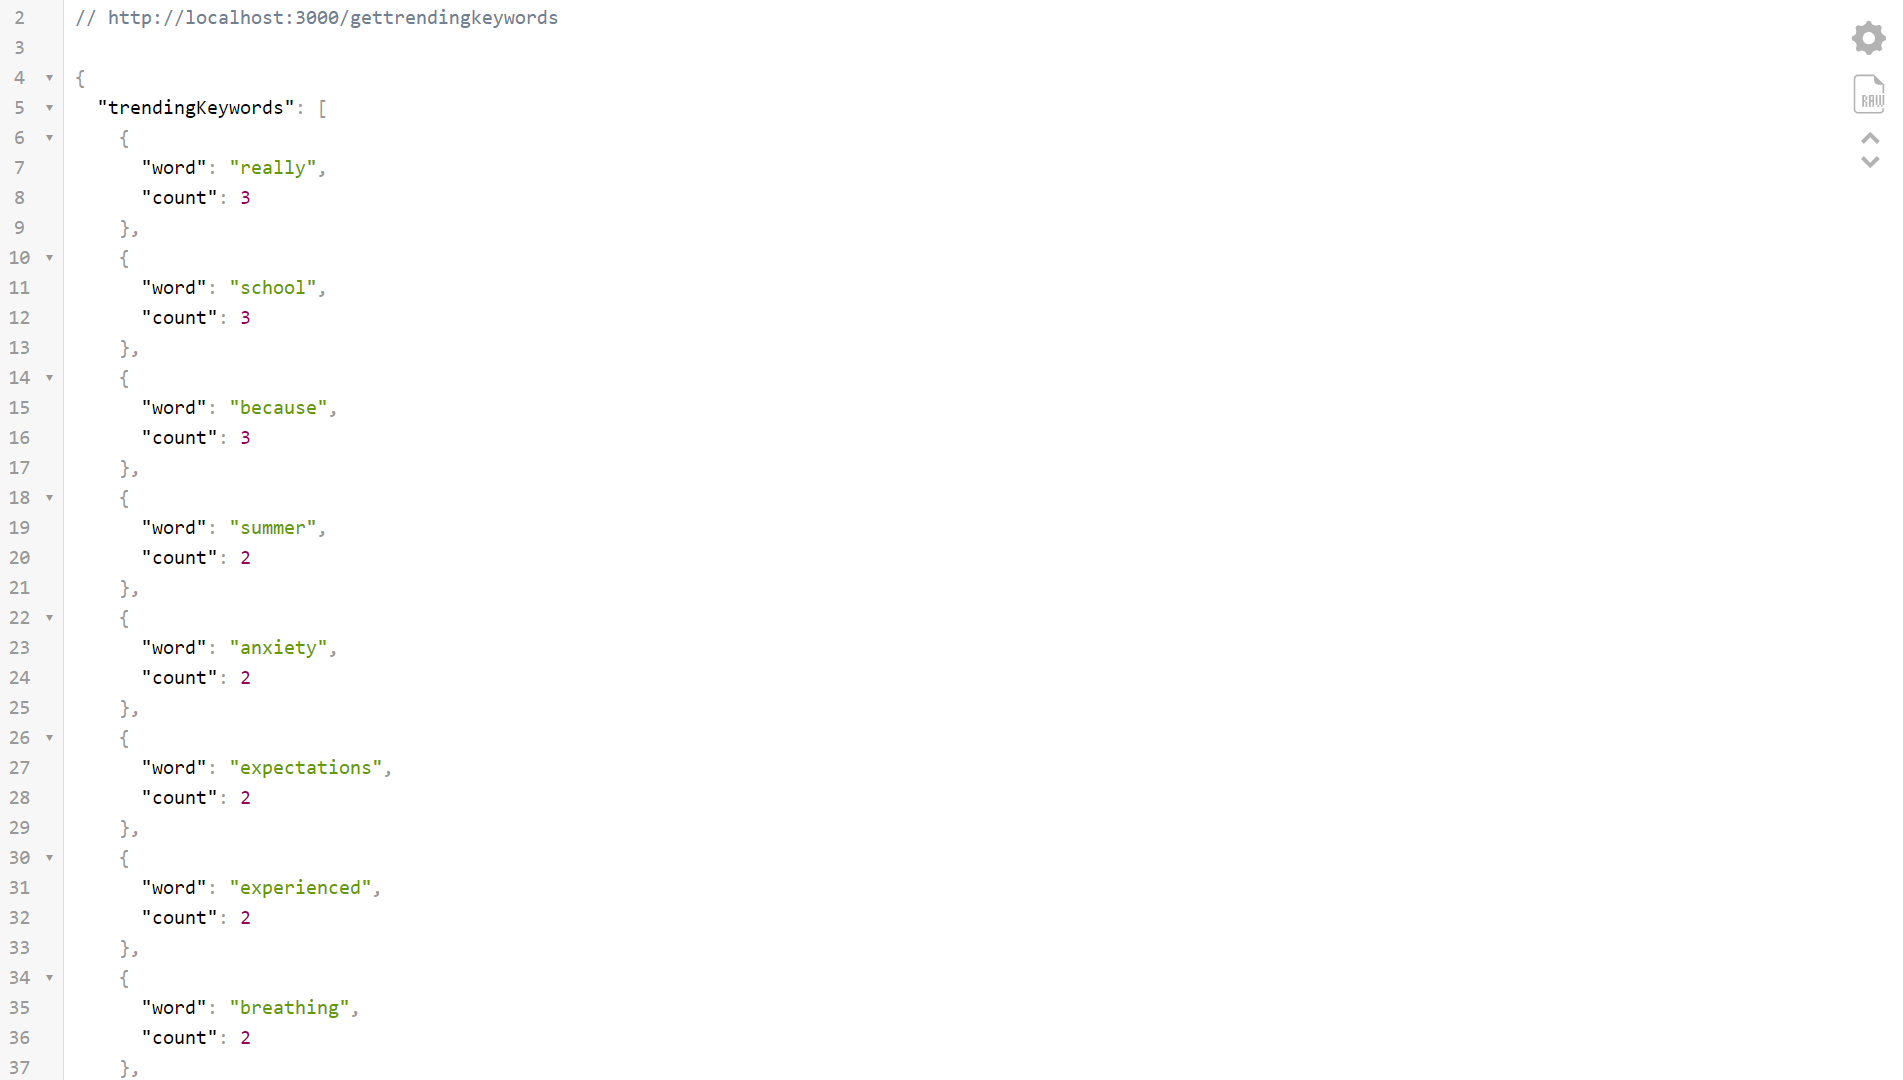 2 // http://localhost:3000/gettrendingkeywords
3
4 {
5 "trendingKeywords": [
6 {
7 "word": "really",
8 "count": 3
9 },
10 {
11 "word": "school",
12 "count": 3
13 },
14 {
15 "word": "because",
16 "count": 3
17 },
18 {
19 "word": "summer",
20 "count": 2
21 },
22 {
23 "word": "anxiety",
24 "count": 2
25 },
26 {
27 "word": "expectations",
28 "count": 2
29 },
30 {
31 "word": "experienced",
32 "count": 2
33 },
34 {
35 "word": "breathing",
36 "count": 2
37 },
RAW